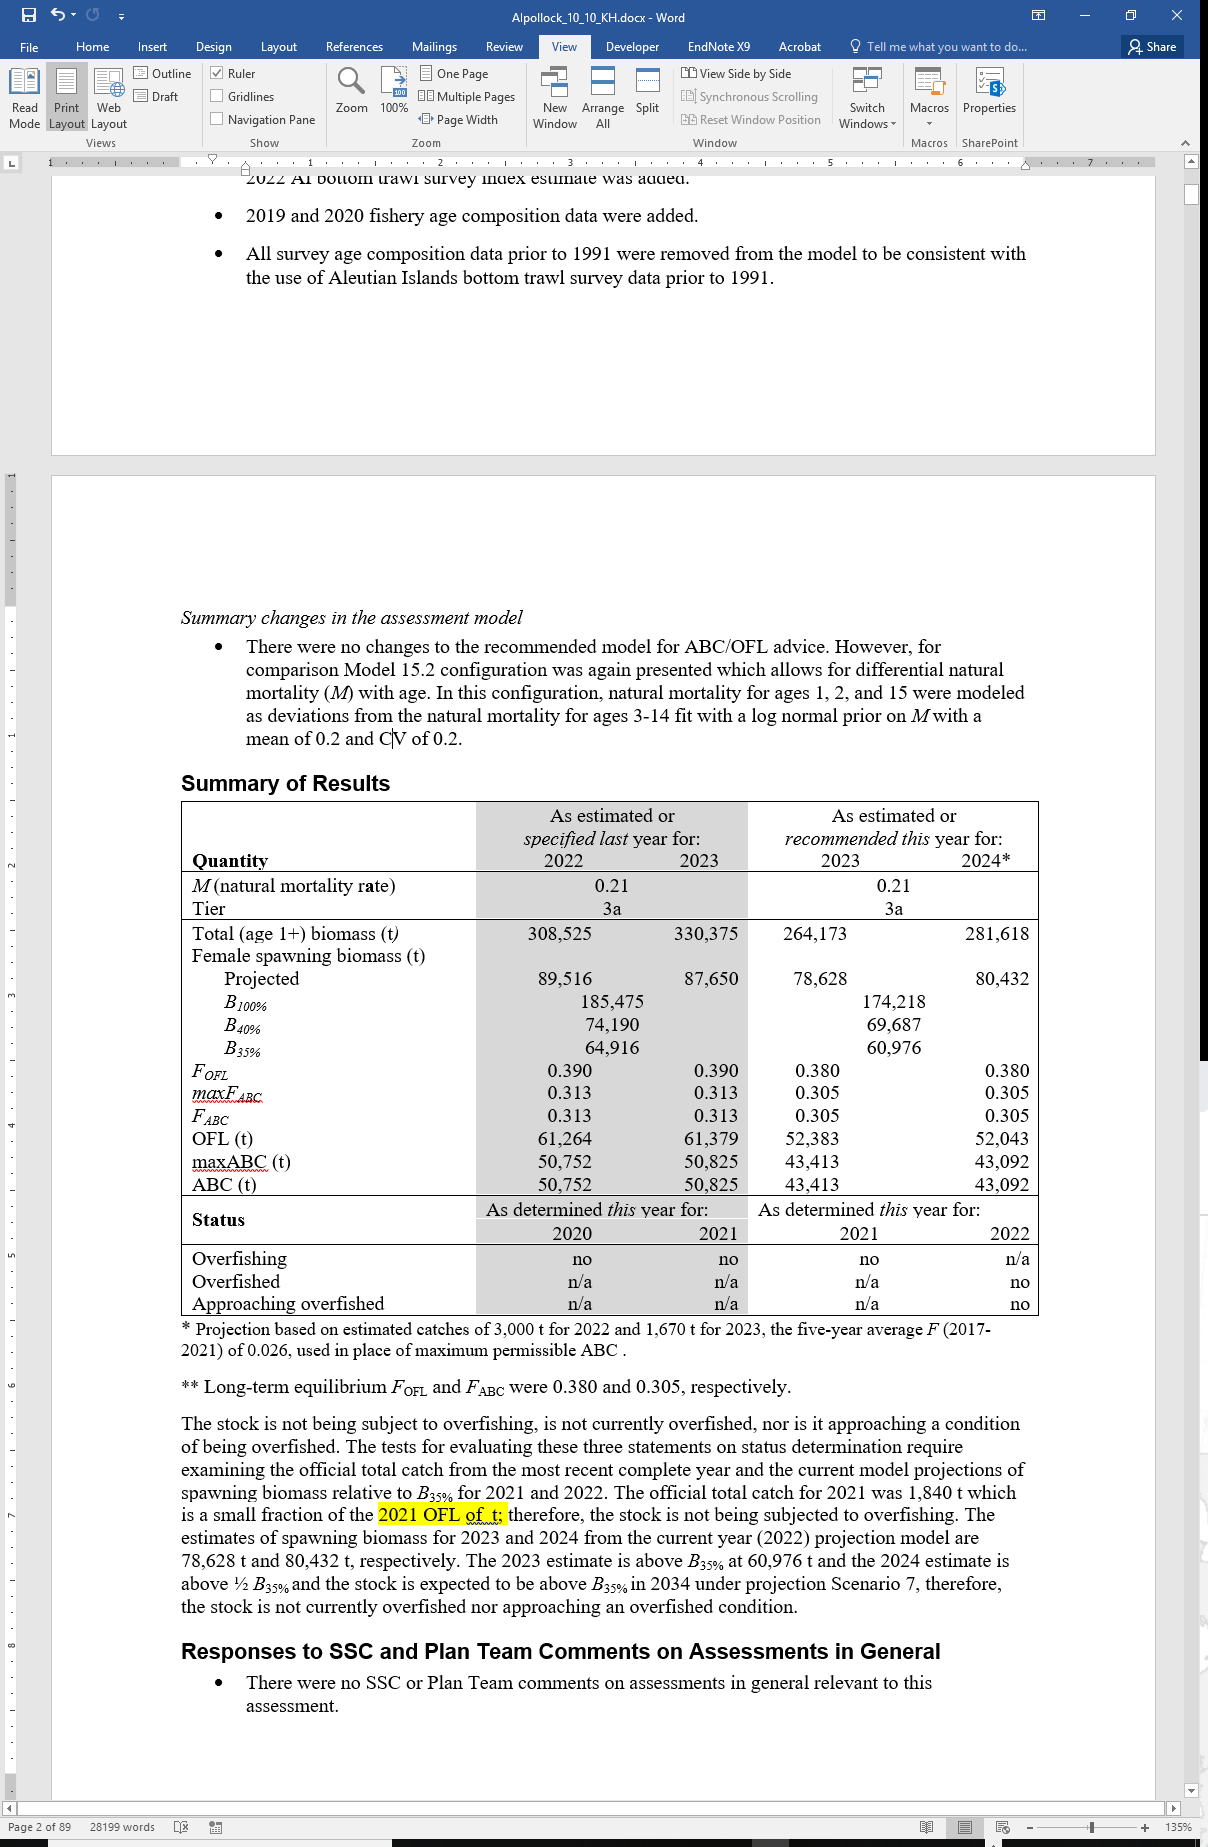 AIpollock_10_10_KH.docx - Word
File Home Insert Design Layout References Mailings Review View Developer EndNote X9 Acrobat Tell me what you want to do... Share
Read Mode
Print Layout
Web Layout
Outline
Draft
Views
Ruler
Gridlines
Navigation Pane
Show
Zoom
100%
One Page
Multiple Pages
Page Width
Zoom
New Window
Arrange All
Split
View Side by Side
Synchronous Scrolling
Reset Window Position
Window
Switch Windows
Macros
Macros
Properties
SharePoint
1 1 2 3 4 5 6 7
2022 AI bottom trawl survey index estimate was added.
• 2019 and 2020 fishery age composition data were added.
• All survey age composition data prior to 1991 were removed from the model to be consistent with
the use of Aleutian Islands bottom trawl survey data prior to 1991.
Summary changes in the assessment model
• There were no changes to the recommended model for ABC/OFL advice. However, for
comparison Model 15.2 configuration was again presented which allows for differential natural
mortality (M) with age. In this configuration, natural mortality for ages 1, 2, and 15 were modeled
as deviations from the natural mortality for ages 3-14 fit with a log normal prior on M with a
mean of 0.2 and CV of 0.2.
Summary of Results
As estimated or As estimated or
specified last year for: recommended this year for:
Quantity 2022 2023 2023 2024*
M (natural mortality rate) 0.21 0.21
Tier 3a 3a
Total (age 1+) biomass (t) 308,525 330,375 264,173 281,618
Female spawning biomass (t)
Projected 89,516 87,650 78,628 80,432
B100% 185,475 174,218
B40% 74,190 69,687
B35% 64,916 60,976
FOFL 0.390 0.390 0.380 0.380
maxFABC 0.313 0.313 0.305 0.305
FABC 0.313 0.313 0.305 0.305
OFL (t) 61,264 61,379 52,383 52,043
maxABC (t) 50,752 50,825 43,413 43,092
ABC (t) 50,752 50,825 43,413 43,092
Status As determined this year for: As determined this year for:
2020 2021 2021 2022
Overfishing no no no n/a
Overfished n/a n/a n/a no
Approaching overfished n/a n/a n/a no
* Projection based on estimated catches of 3,000 t for 2022 and 1,670 t for 2023, the five-year average F (2017-
2021) of 0.026, used in place of maximum permissible ABC .
** Long-term equilibrium FOFL and FABC were 0.380 and 0.305, respectively.
The stock is not being subject to overfishing, is not currently overfished, nor is it approaching a condition
of being overfished. The tests for evaluating these three statements on status determination require
examining the official total catch from the most recent complete year and the current model projections of
spawning biomass relative to B35% for 2021 and 2022. The official total catch for 2021 was 1,840 t which
is a small fraction of the 2021 OFL of t; therefore, the stock is not being subjected to overfishing. The
estimates of spawning biomass for 2023 and 2024 from the current year (2022) projection model are
78,628 t and 80,432 t, respectively. The 2023 estimate is above B35% at 60,976 t and the 2024 estimate is
above ½ B35% and the stock is expected to be above B35% in 2034 under projection Scenario 7, therefore,
the stock is not currently overfished nor approaching an overfished condition.
Responses to SSC and Plan Team Comments on Assessments in General
• There were no SSC or Plan Team comments on assessments in general relevant to this
assessment.
Page 2 of 89 28199 words 135%